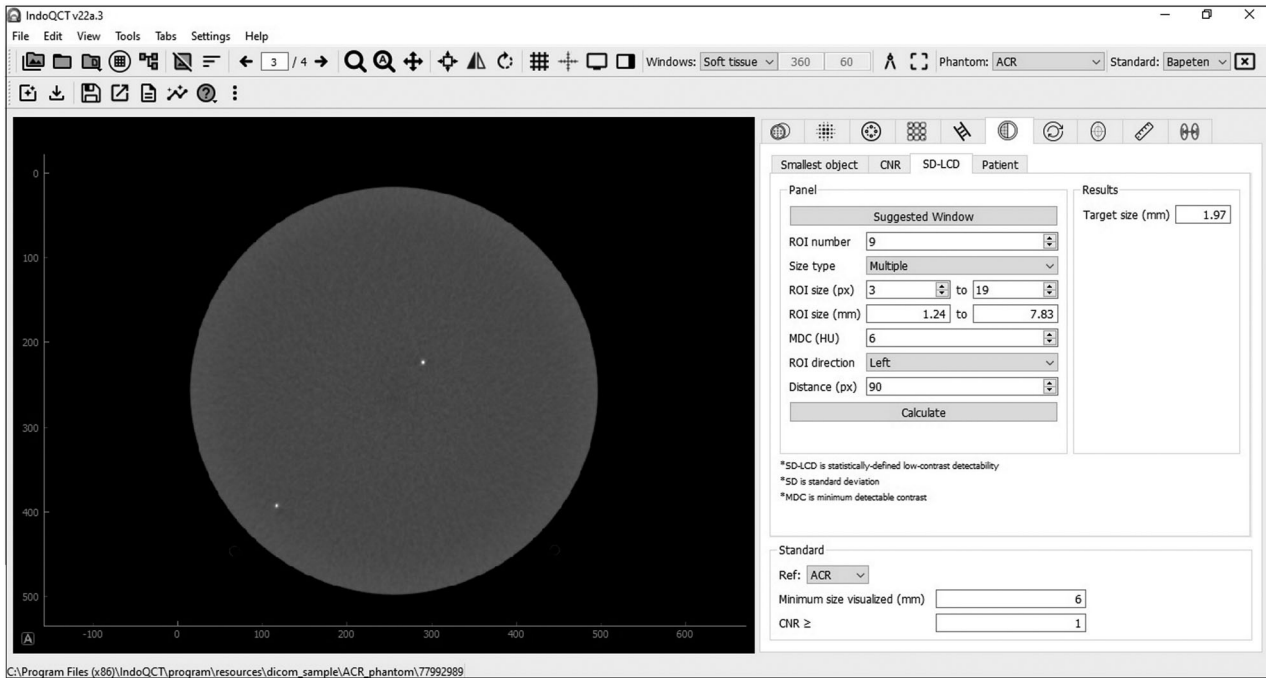 IndoQCT v22a.3
File Edit View Tools Tabs Settings Help
3 / 4 Windows: Soft tissue 360 60 Phantom: ACR Standard: Bapeten
Smallest object CNR SD-LCD Patient
Panel
Suggested Window
ROI number 9
Size type Multiple
ROI size (px) 3 to 19
ROI size (mm) 1.24 to 7.83
MDC (HU) 6
ROI direction Left
Distance (px) 90
Calculate
Results
Target size (mm) 1.97
*SD-LCD is statistically-defined low-contrast detectability
*SD is standard deviation
*MDC is minimum detectable contrast
Standard
Ref: ACR
Minimum size visualized (mm) 6
CNR ≥ 1
0
100
200
300
400
500
-100 0 100 200 300 400 500 600
A
C:\Program Files (x86)\IndoQCT\program\resources\dicom_sample\ACR_phantom\77992989